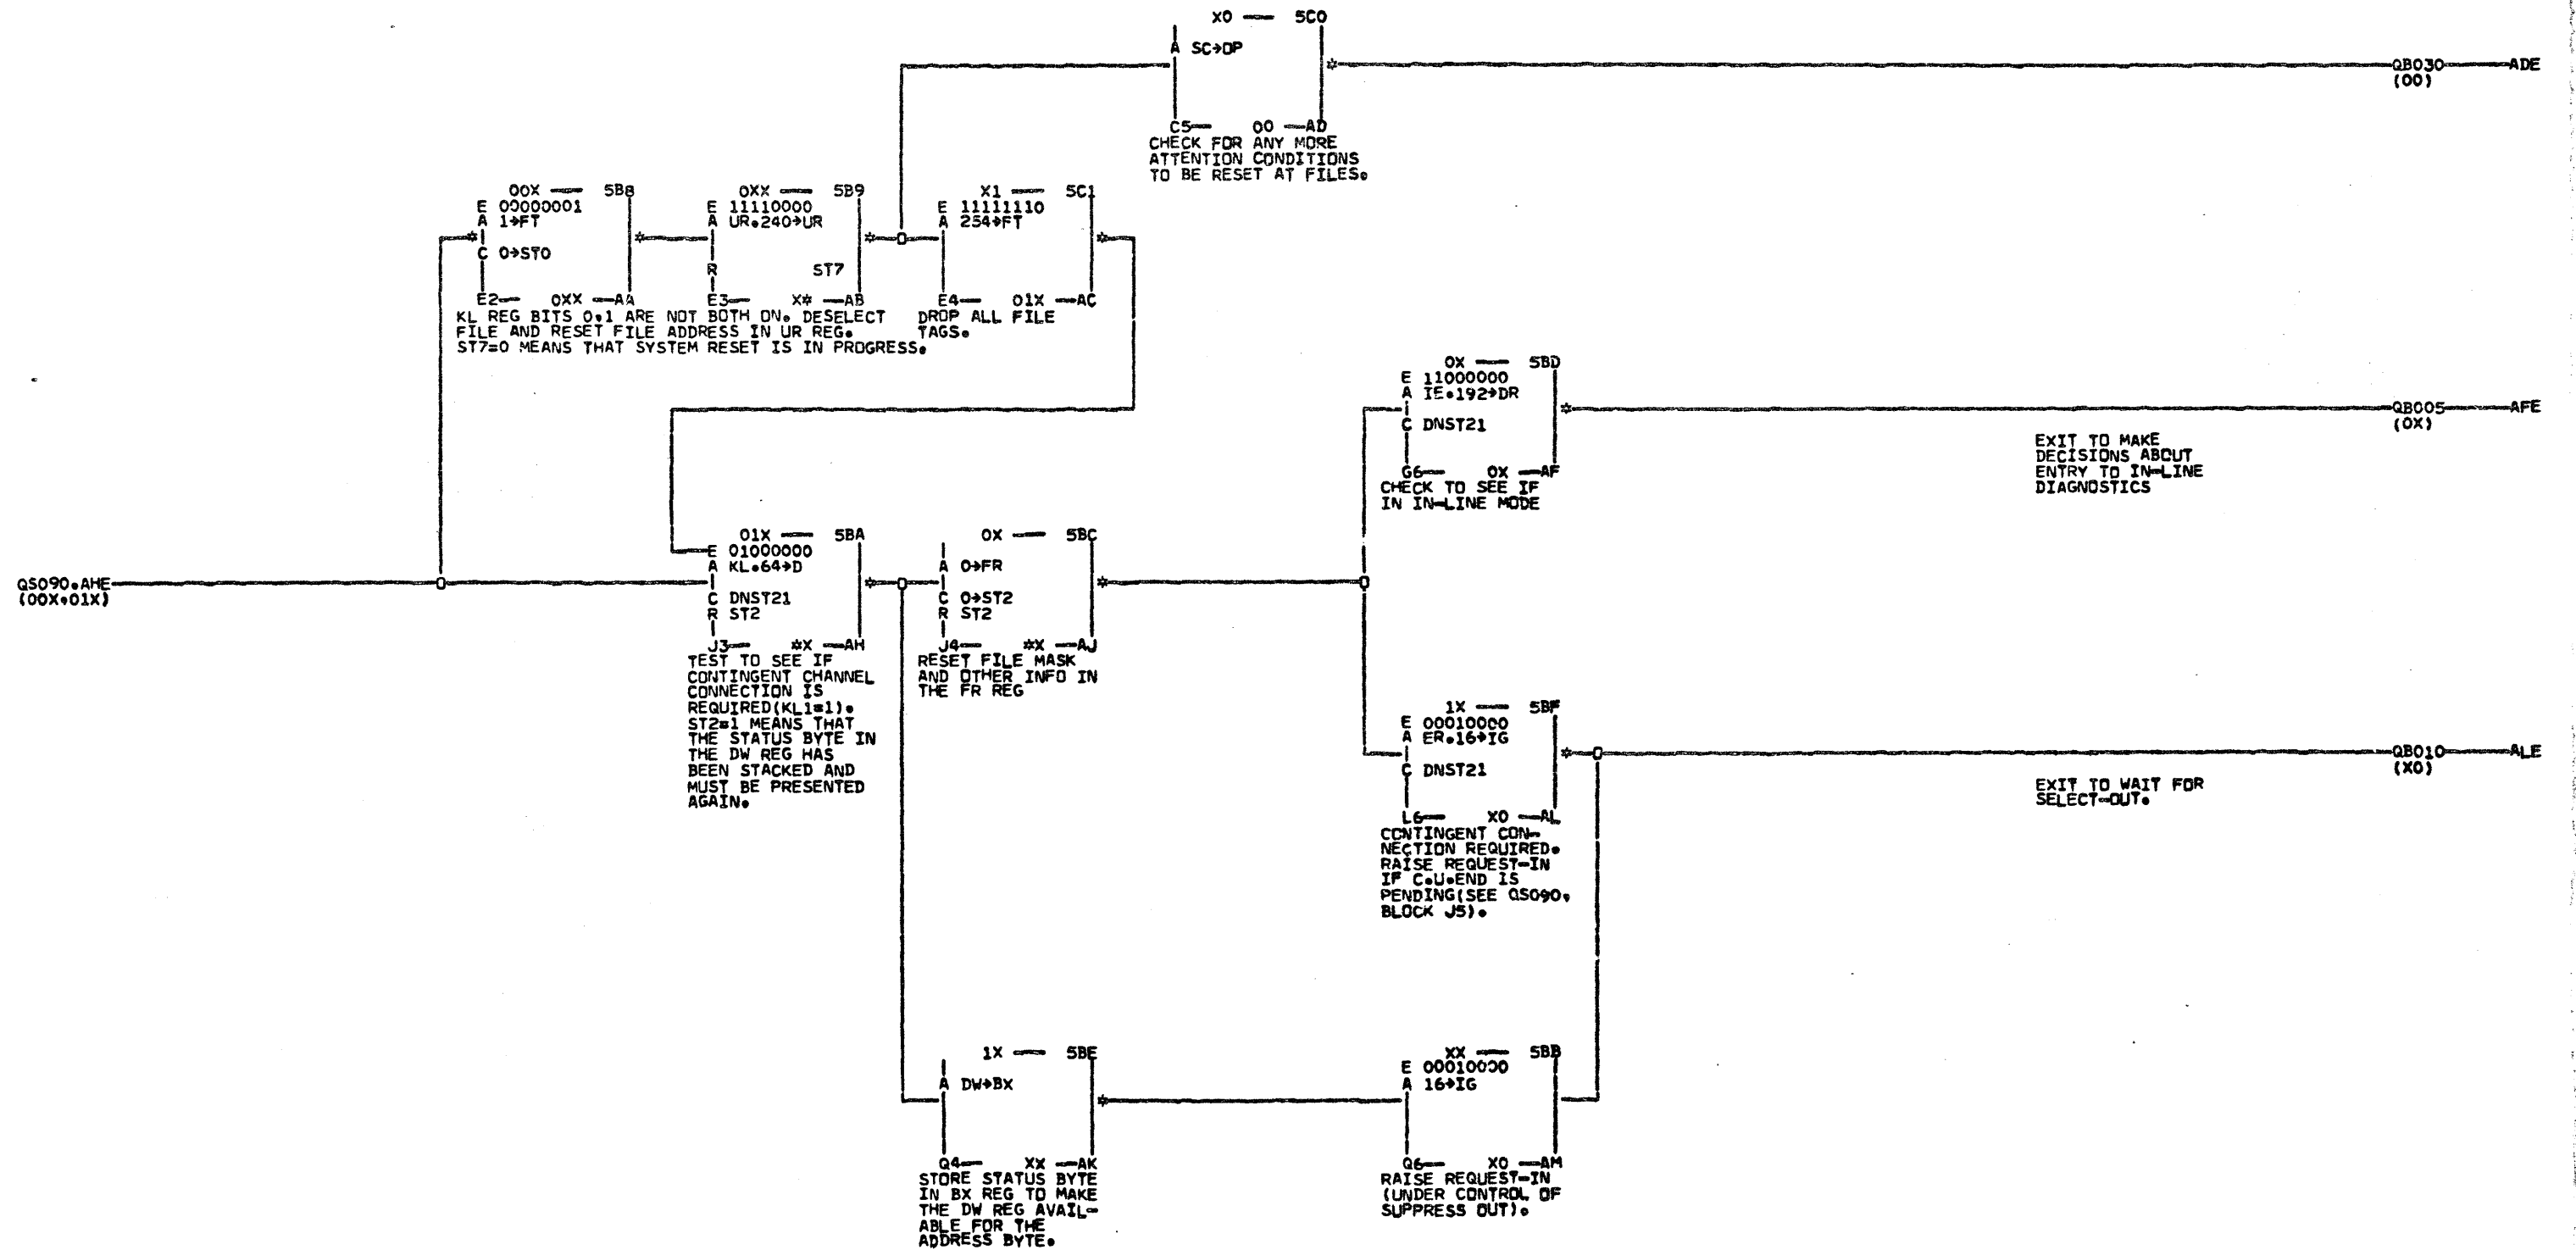 X0 — 5C0
A SC→OP
C5— 00 —AD
CHECK FOR ANY MORE
ATTENTION CONDITIONS
TO BE RESET AT FILES.
QB030 ADE
(00)
00X — 5B8
E 00000001
A 1→FT
C 0→ST0
E2— 0XX —AA
0XX — 5B9
E 11110000
A UR.240→UR
R ST7
E3— X* —AB
KL REG BITS 0,1 ARE NOT BOTH ON. DESELECT
FILE AND RESET FILE ADDRESS IN UR REG.
ST7=0 MEANS THAT SYSTEM RESET IS IN PROGRESS.
X1 — 5C1
E 11111110
A 254→FT
E4— 01X —AC
DROP ALL FILE
TAGS.
0X — 5BD
E 11000000
A IE.192→DR
C DNST21
G6— 0X —AF
CHECK TO SEE IF
IN IN-LINE MODE
QB005 AFE
(0X)
EXIT TO MAKE
DECISIONS ABOUT
ENTRY TO IN-LINE
DIAGNOSTICS
QS090.AHE
(00X,01X)
01X — 5BA
E 01000000
A KL.64→D
C DNST21
R ST2
J3— *X —AH
TEST TO SEE IF
CONTINGENT CHANNEL
CONNECTION IS
REQUIRED(KL1=1).
ST2=1 MEANS THAT
THE STATUS BYTE IN
THE DW REG HAS
BEEN STACKED AND
MUST BE PRESENTED
AGAIN.
0X — 5BC
A 0→FR
C 0→ST2
R ST2
J4— *X —AJ
RESET FILE MASK
AND OTHER INFO IN
THE FR REG
1X — 5BF
E 00010000
A ER.16→IG
C DNST21
L6— X0 —AL
CONTINGENT CON-
NECTION REQUIRED.
RAISE REQUEST-IN
IF C.U.END IS
PENDING(SEE QS090,
BLOCK J5).
QB010 ALE
(X0)
EXIT TO WAIT FOR
SELECT-OUT.
1X — 5BE
A DW→BX
Q4— XX —AK
STORE STATUS BYTE
IN BX REG TO MAKE
THE DW REG AVAIL-
ABLE FOR THE
ADDRESS BYTE.
XX — 5BB
E 00010000
A 16→IG
Q6— X0 —AM
RAISE REQUEST-IN
(UNDER CONTROL OF
SUPPRESS OUT).